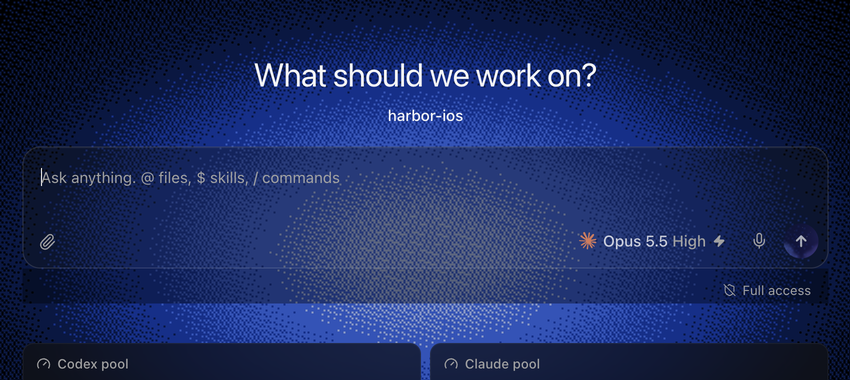 What should we work on?
harbor-ios
Ask anything. @ files, $ skills, / commands
Opus 5.5 High
Full access
Codex pool
Claude pool